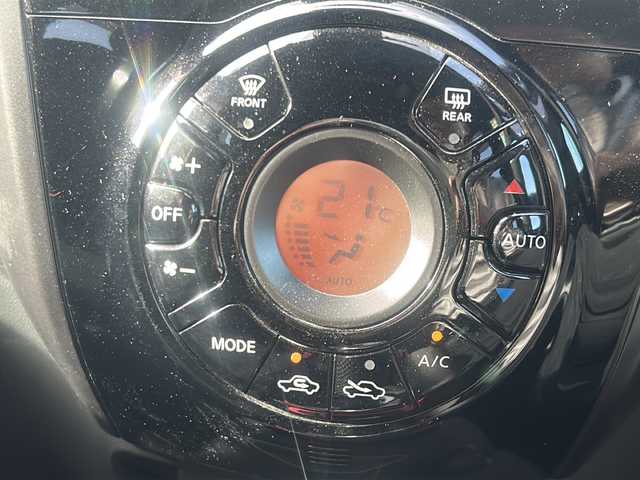 FRONT
REAR
+
OFF
21°C
AUTO
AUTO
-
MODE
A/C